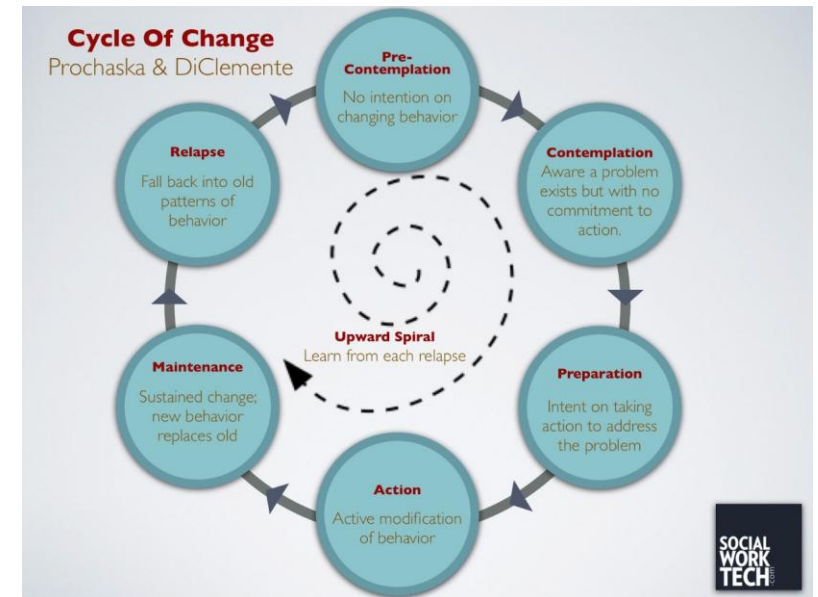 Cycle Of Change
Prochaska & DiClemente
Pre-
Contemplation
No intention on
changing behavior
Contemplation
Aware a problem
exists but with no
commitment to
action.
Preparation
Intent on taking
action to address
the problem
Action
Active modification
of behavior
Maintenance
Sustained change;
new behavior
replaces old
Relapse
Fall back into old
patterns of
behavior
Upward Spiral
Learn from each relapse
SOCIAL
WORK
TECH.com